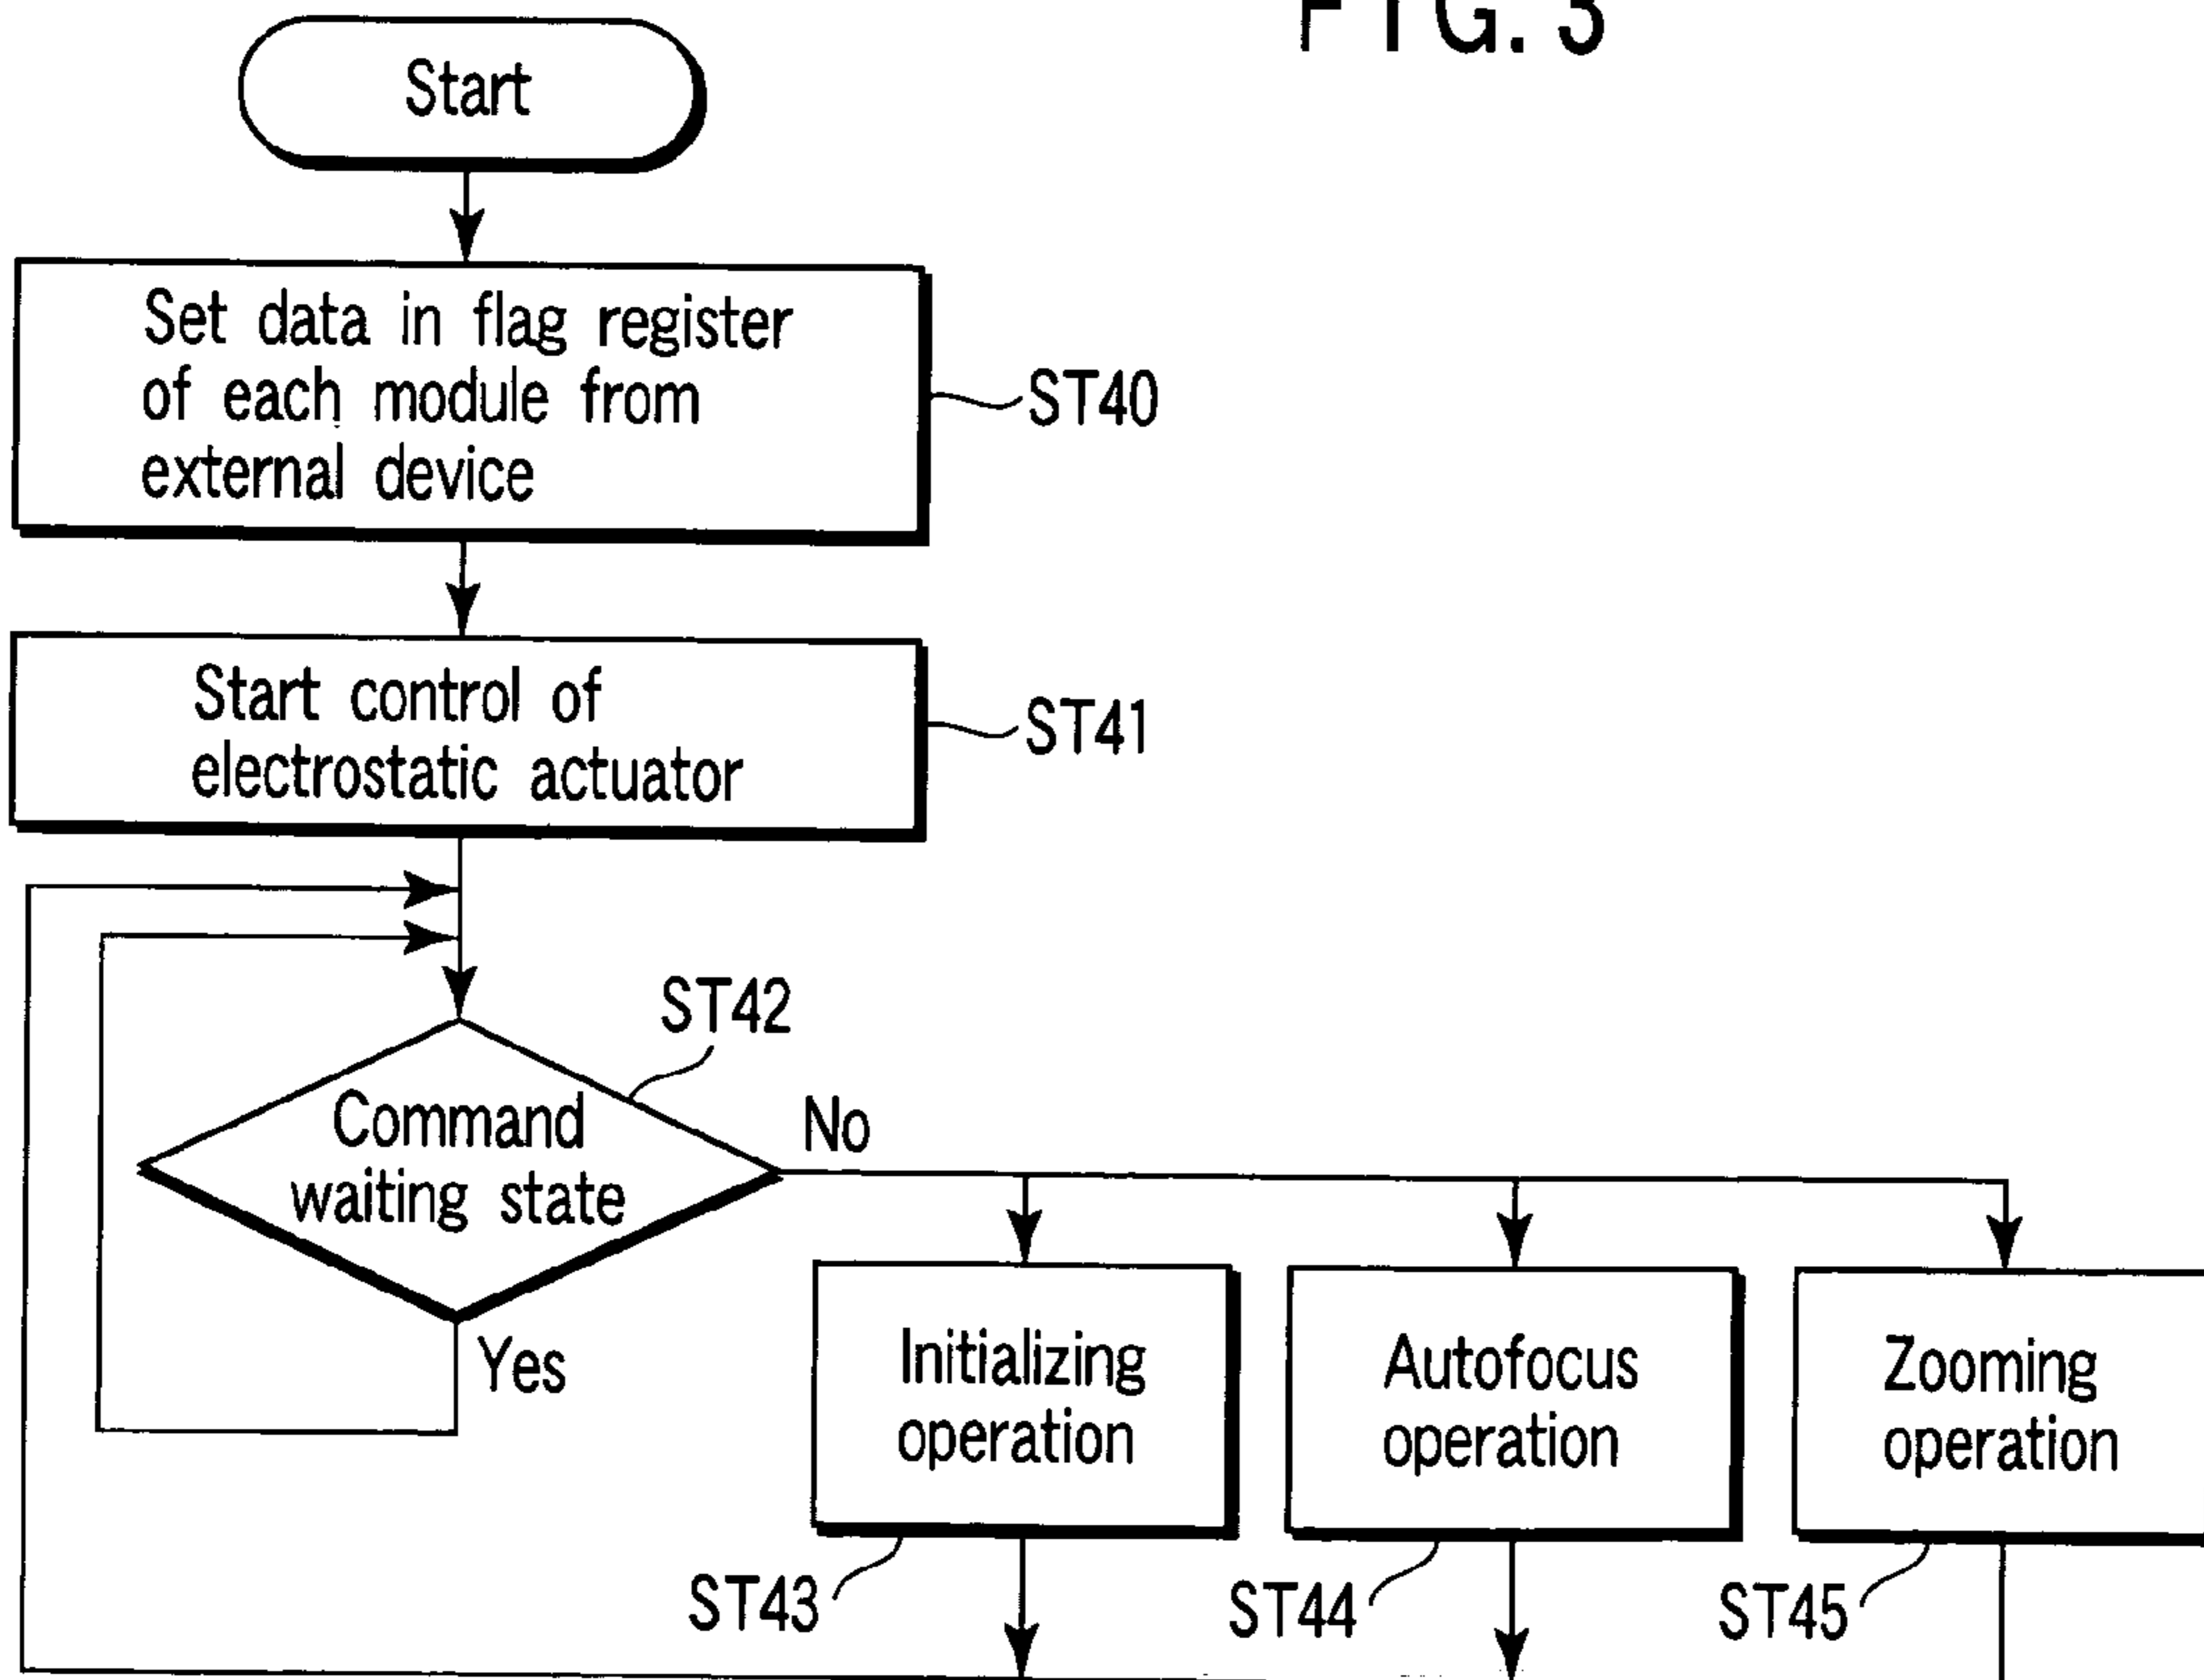 FIG. 3
Start
Set data in flag register
of each module from
external device
ST40
Start control of
electrostatic actuator
ST41
ST42
Command
waiting state
No
Yes
Initializing
operation
Autofocus
operation
Zooming
operation
ST43
ST44
ST45